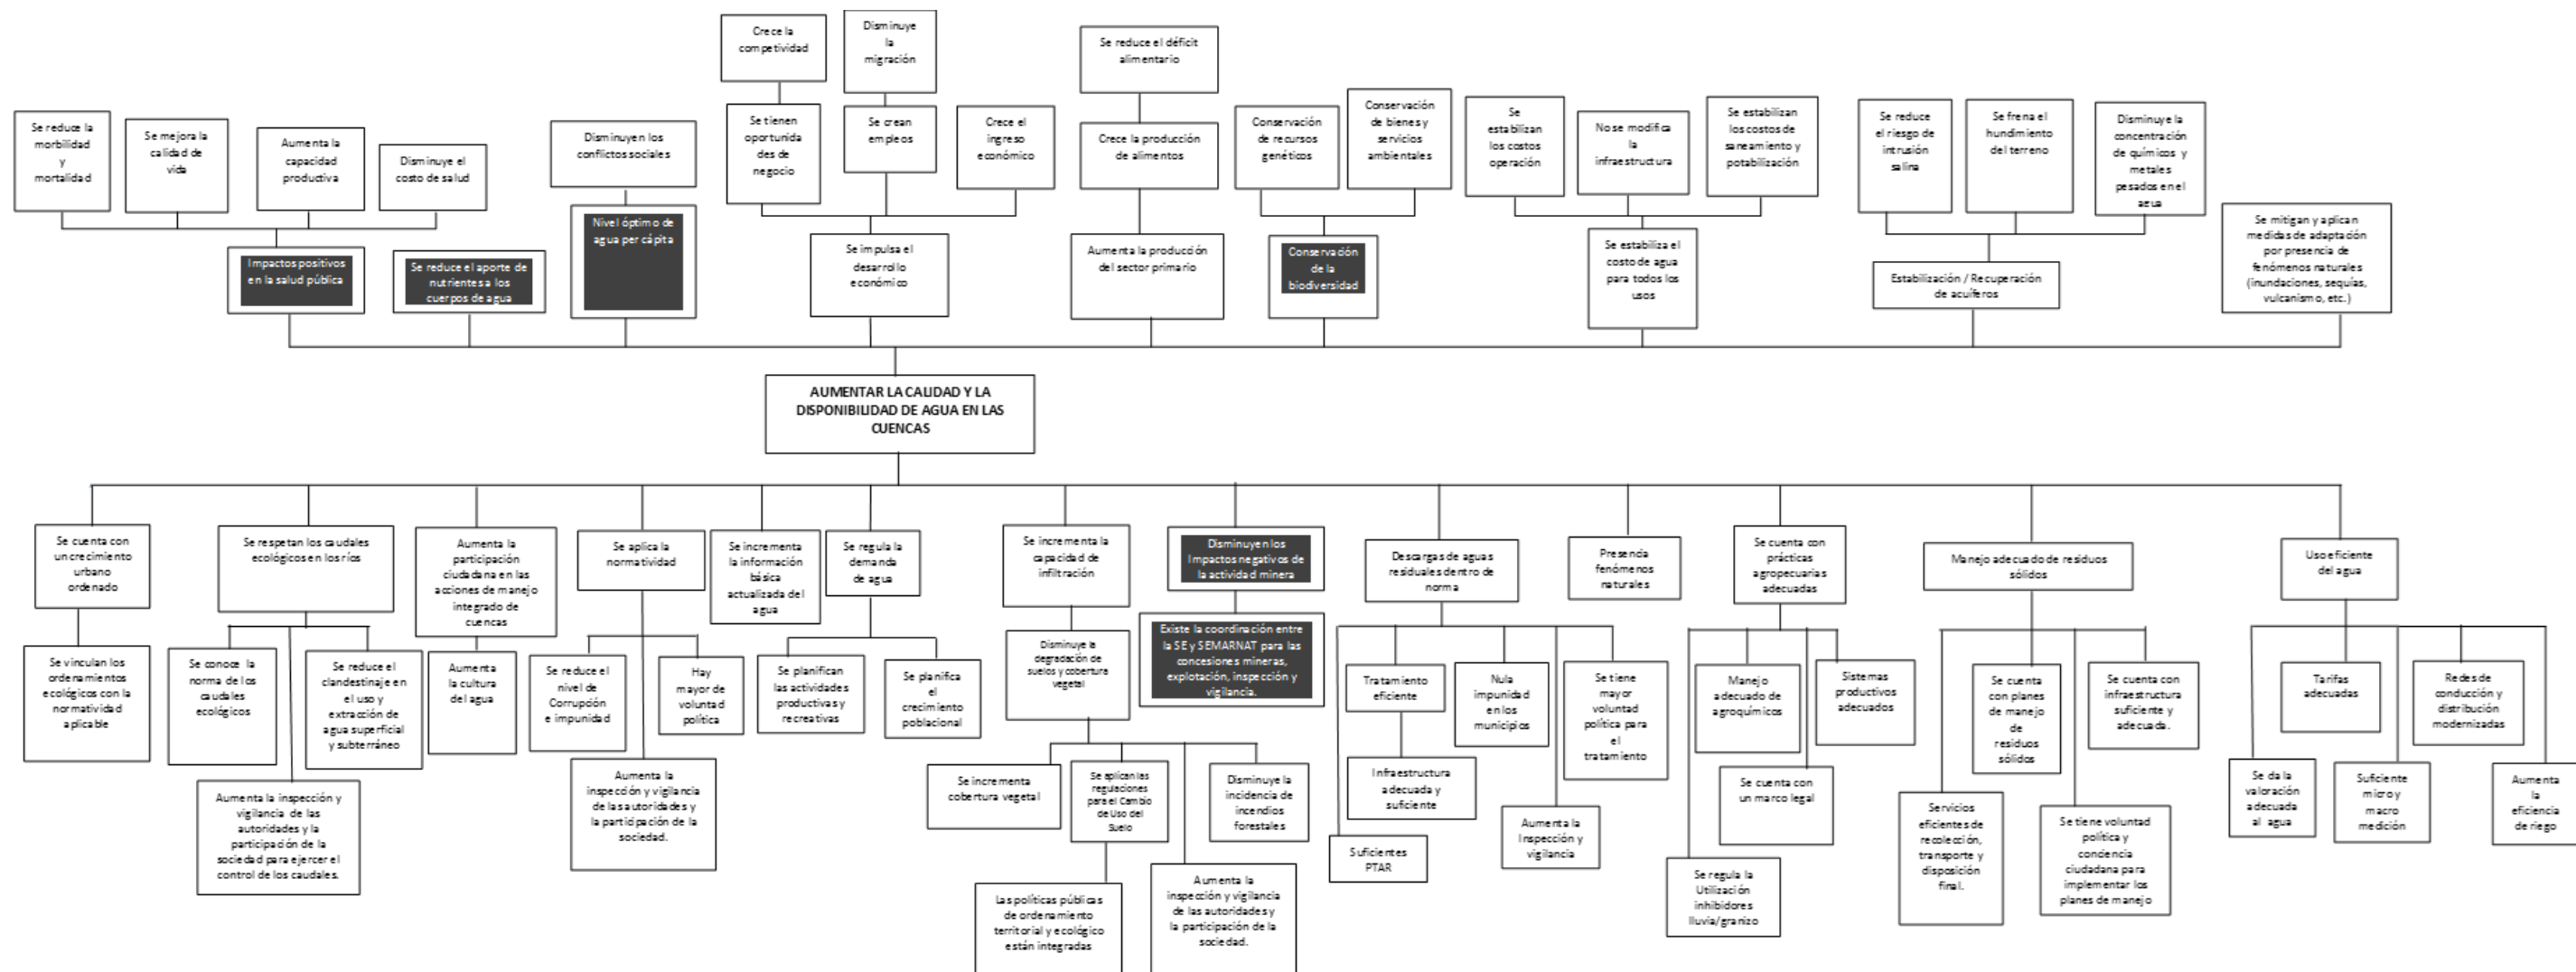 Crece la
competividad
Disminuye
la
migración
Se reduce el déficit
alimentario
Se reduce la
morbilidad
y
mortalidad
Se mejora la
calidad de
vida
Aumenta la
capacidad
productiva
Disminuye el
costo de salud
Disminuyen los
conflictos sociales
Se tienen
oportunida
des de
negocio
Se crean
empleos
Crece el
ingreso
económico
Crece la producción
de alimentos
Conservación
de recursos
genéticos
Conservación
de bienes y
servicios
ambientales
Se
estabilizan
los costos
operación
No se modifica
la
infraestructura
Se estabilizan
los costos de
saneamiento y
potabilización
Se reduce
el riesgo de
intrusión
salina
Se frena el
hundimiento
del terreno
Disminuye la
concentración
de químicos y
metales
pesados en el
agua
Impactos positivos
en la salud pública
Se reduce el aporte de
nutrientes a los
cuerpos de agua
Nivel óptimo de
agua per cápita
Se impulsa el
desarrollo
económico
Aumenta la producción
del sector primario
Conservación
de la
biodiversidad
Se estabiliza el
costo de agua
para todos los
usos
Estabilización / Recuperación
de acuíferos
Se mitigan y aplican
medidas de adaptación
por presencia de
fenómenos naturales
(inundaciones, sequías,
vulcanismo, etc.)
AUMENTAR LA CALIDAD Y LA
DISPONIBILIDAD DE AGUA EN LAS
CUENCAS
Se cuenta con
un crecimiento
urbano
ordenado
Se respetan los caudales
ecológicos en los ríos
Aumenta la
participación
ciudadana en las
acciones de manejo
integrado de
cuencas
Se aplica la
normatividad
Se incrementa
la información
básica
actualizada del
agua
Se regula la
demanda
de agua
Se incrementa la
capacidad de
infiltración
Disminuyen los
Impactos negativos de
la actividad minera
Descargas de aguas
residuales dentro de
norma
Presencia
fenómenos
naturales
Se cuenta con
prácticas
agropecuarias
adecuadas
Manejo adecuado de residuos
sólidos
Uso eficiente
del agua
Se vinculan los
ordenamientos
ecológicos con la
normatividad
aplicable
Se conoce la
norma de los
caudales
ecológicos
Se reduce el
clandestinaje en
el uso y
extracción de
agua superficial
y subterráneo
Aumenta
la cultura
del agua
Se reduce el
nivel de
Corrupción
e impunidad
Hay
mayor de
voluntad
política
Se planifican
las actividades
productivas y
recreativas
Se planifica
el
crecimiento
poblacional
Disminuye la
degradación de
suelos y cobertura
vegetal
Existe la coordinación entre
la SE y SEMARNAT para las
concesiones mineras,
explotación, inspección y
vigilancia.
Tratamiento
eficiente
Nula
impunidad
en los
municipios
Se tiene
mayor
voluntad
política para
el
tratamiento
Manejo
adecuado de
agroquímicos
Sistemas
productivos
adecuados
Se cuenta
con planes
de manejo
de
residuos
sólidos
Se cuenta con
infraestructura
suficiente y
adecuada.
Tarifas
adecuadas
Redes de
conducción y
distribución
modernizadas
Aumenta la inspección y
vigilancia de las
autoridades y la
participación de la
sociedad para ejercer el
control de los caudales.
Aumenta la
inspección y vigilancia
de las autoridades y
la participación de la
sociedad.
Se incrementa
cobertura vegetal
Se aplican las
regulaciones
para el Cambio
de Uso del
Suelo
Disminuye la
incidencia de
incendios
forestales
Infraestructura
adecuada y
suficiente
Aumenta la
Inspección y
vigilancia
Suficientes
PTAR
Se cuenta con
un marco legal
Servicios
eficientes de
recolección,
transporte y
disposición
final.
Se tiene voluntad
política y
conciencia
ciudadana para
implementar los
planes de manejo
Se da la
valoración
adecuada
al agua
Suficiente
micro y
macro
medición
Aumenta
la
eficiencia
de riego
Las políticas públicas
de ordenamiento
territorial y ecológico
están integradas
Aumenta la
inspección y vigilancia
de las autoridades y
la participación de la
sociedad.
Se regula la
Utilización
inhibidores
lluvia/granizo